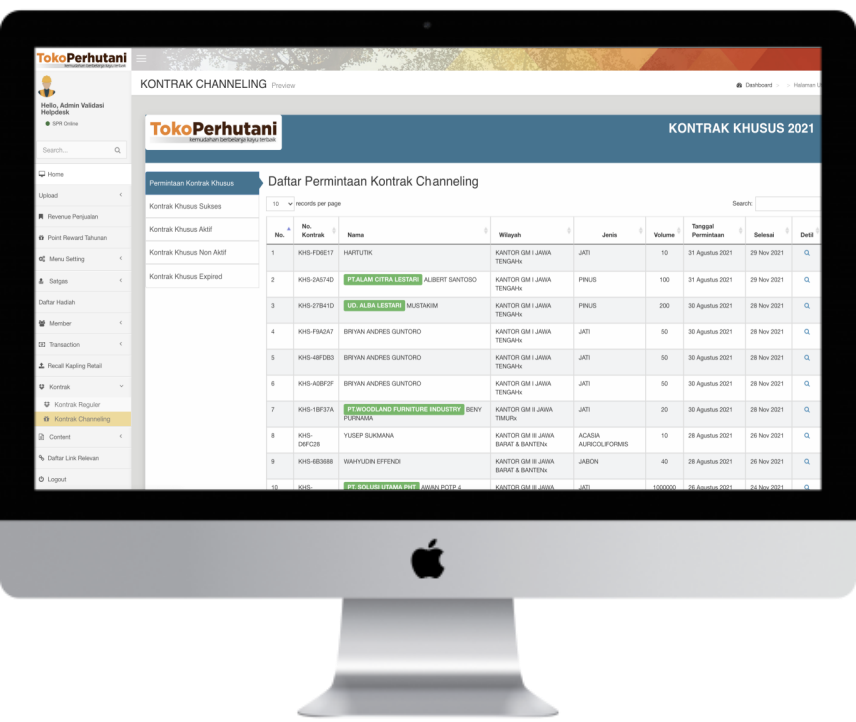 TokoPerhutani
kemudahan berbelanja kayu terbaik
KONTRAK CHANNELING Preview
Dashboard > > Halaman U
Hello, Admin Validasi
Helpdesk
SPR Online
Search...
Home
Upload
Revenue Penjualan
Point Reward Tahunan
Menu Setting
Satgas
Daftar Hadiah
Member
Transaction
Recall Kapling Retail
Kontrak
Kontrak Reguler
Kontrak Channeling
Content
Daftar Link Relevan
Logout
TokoPerhutani
kemudahan berbelanja kayu terbaik
KONTRAK KHUSUS 2021
Permintaan Kontrak Khusus
Kontrak Khusus Sukses
Kontrak Khusus Aktif
Kontrak Khusus Non Aktif
Kontrak Khusus Expired
Daftar Permintaan Kontrak Channeling
10 records per page
Search:
No. No. Kontrak Nama Wilayah Jenis Volume Tanggal Permintaan Selesai Detil
1 KHS-FD6E17 HARTUTIK KANTOR GM I JAWA TENGAHx JATI 10 31 Agustus 2021 29 Nov 2021
2 KHS-2A574D PT.ALAM CITRA LESTARI ALIBERT SANTOSO KANTOR GM I JAWA TENGAHx PINUS 100 31 Agustus 2021 29 Nov 2021
3 KHS-27B41D UD. ALBA LESTARI MUSTAKIM KANTOR GM I JAWA TENGAHx PINUS 200 30 Agustus 2021 28 Nov 2021
4 KHS-F9A2A7 BRIYAN ANDRES GUNTORO KANTOR GM I JAWA TENGAHx JATI 50 30 Agustus 2021 28 Nov 2021
5 KHS-48FDB3 BRIYAN ANDRES GUNTORO KANTOR GM I JAWA TENGAHx JATI 50 30 Agustus 2021 28 Nov 2021
6 KHS-A0BF2F BRIYAN ANDRES GUNTORO KANTOR GM I JAWA TENGAHx JATI 50 30 Agustus 2021 28 Nov 2021
7 KHS-1BF37A PT.WOODLAND FURNITURE IINDUSTRY BENY PURNAMA KANTOR GM II JAWA TIMURx JATI 20 30 Agustus 2021 28 Nov 2021
8 KHS-D6FC28 YUSEP SUKMANA KANTOR GM III JAWA BARAT & BANTENx ACASIA AURICOLIFORMIS 10 28 Agustus 2021 26 Nov 2021
9 KHS-6B3688 WAHYUDIN EFFENDI KANTOR GM III JAWA BARAT & BANTENx JABON 40 28 Agustus 2021 26 Nov 2021
10 KHS- PT. SOLUSI UTAMA PHT AWAN POTP 4 KANTOR GM III JAWA JATI 1000000 26 Agustus 2021 24 Nov 2021